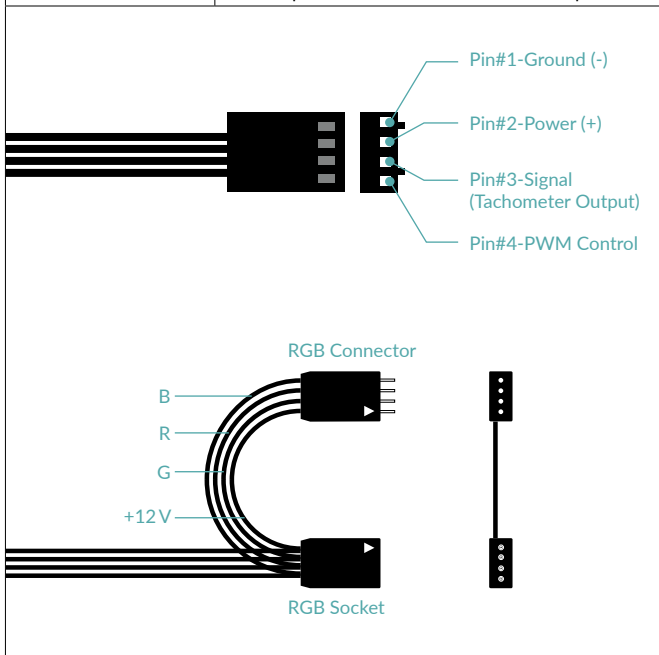 Pin#1-Ground (-)
Pin#2-Power (+)
Pin#3-Signal
(Tachometer Output)
Pin#4-PWM Control
RGB Connector
B
R
G
+12 V
RGB Socket